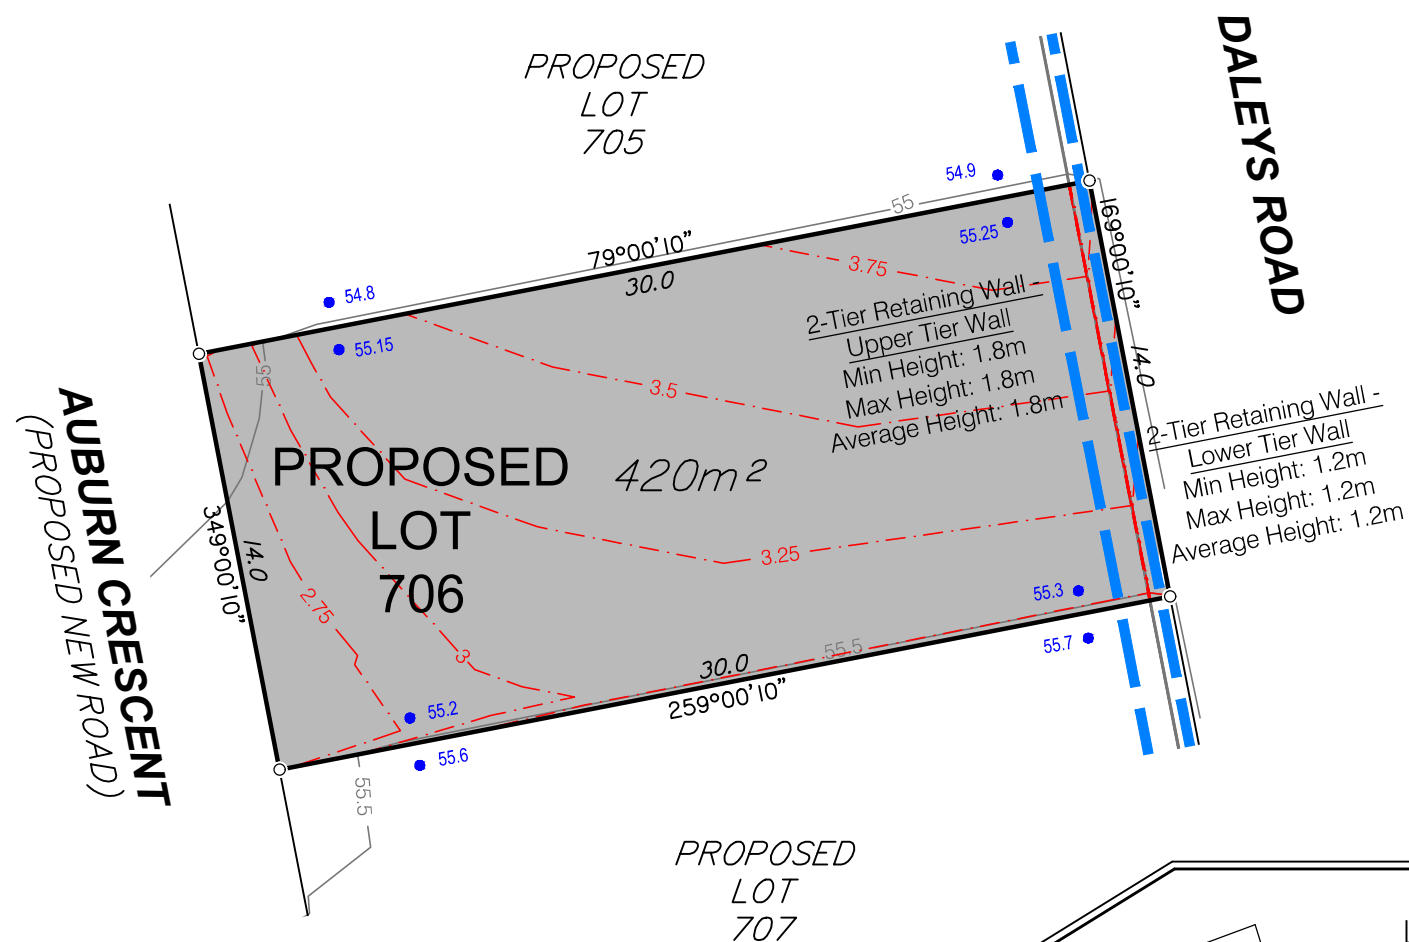 PROPOSED
LOT
705
DALEYS ROAD
54.9
55
55.25
169°00'10"
79°00'10"
30.0
3.75
54.8
55.15
55
2-Tier Retaining Wall -
Upper Tier Wall
Min Height: 1.8m
Max Height: 1.8m
Average Height: 1.8m
14.0
3.5
2-Tier Retaining Wall -
Lower Tier Wall
Min Height: 1.2m
Max Height: 1.2m
Average Height: 1.2m
AUBURN CRESCENT
(PROPOSED NEW ROAD)
PROPOSED
LOT
706
420m²
349°00'10"
14.0
3.25
2.75
3
55.3
55.7
55.5
30.0
259°00'10"
55.2
55.6
55.5
PROPOSED
LOT
707